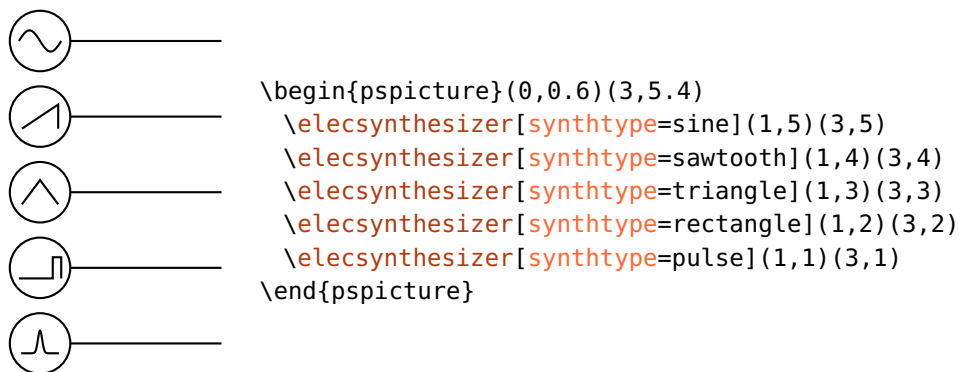 \begin{pspicture}(0,0.6)(3,5.4)
  \elecsynthesizer[synthtype=sine](1,5)(3,5)
  \elecsynthesizer[synthtype=sawtooth](1,4)(3,4)
  \elecsynthesizer[synthtype=triangle](1,3)(3,3)
  \elecsynthesizer[synthtype=rectangle](1,2)(3,2)
  \elecsynthesizer[synthtype=pulse](1,1)(3,1)
\end{pspicture}